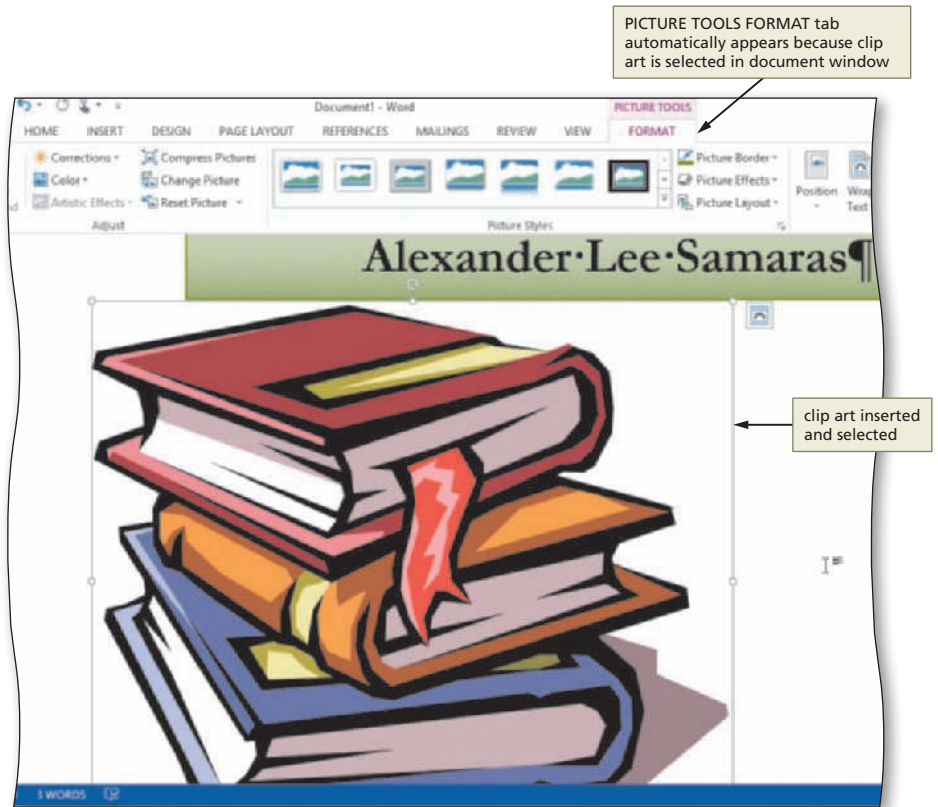 PICTURE TOOLS FORMAT tab
automatically appears because clip
art is selected in document window
Document1 - Word
PICTURE TOOLS
HOME INSERT DESIGN PAGE LAYOUT REFERENCES MAILINGS REVIEW VIEW FORMAT
Corrections Compress Pictures Picture Border
Color Change Picture Picture Effects
Artistic Effects Reset Picture Picture Layout
Position
Text
Adjust Picture Styles
Alexander·Lee·Samaras¶
clip art inserted
and selected
3 WORDS